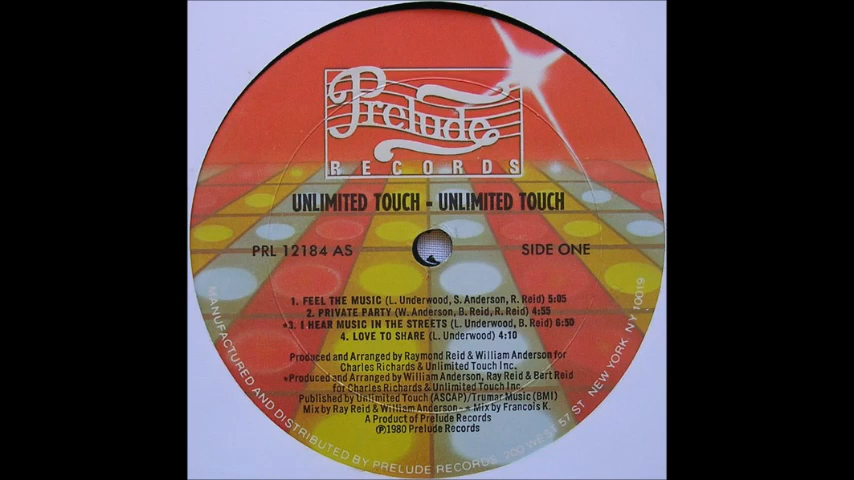 Prelude
RECORDS
UNLIMITED TOUCH - UNLIMITED TOUCH
PRL 12184 AS
SIDE ONE
1. FEEL THE MUSIC (L. Underwood, S. Anderson, R. Reid) 5:05
2. PRIVATE PARTY (W. Anderson, B. Reid, R. Reid) 4:55
*3. I HEAR MUSIC IN THE STREETS (L. Underwood, B. Reid) 6:50
4. LOVE TO SHARE (L. Underwood) 4:10
Produced and Arranged by Raymond Reid & William Anderson for
Charles Richards & Unlimited Touch Inc.
*Produced and Arranged by William Anderson, Ray Reid & Bert Reid
for Charles Richards & Unlimited Touch Inc.
Published by Unlimited Touch (ASCAP)/Trumar Music (BMI)
Mix by Ray Reid & William Anderson - * Mix by Francois K.
A Product of Prelude Records
℗1980 Prelude Records
MANUFACTURED AND DISTRIBUTED BY PRELUDE RECORDS, 200 WEST 57 ST. NEW YORK, NY 10019